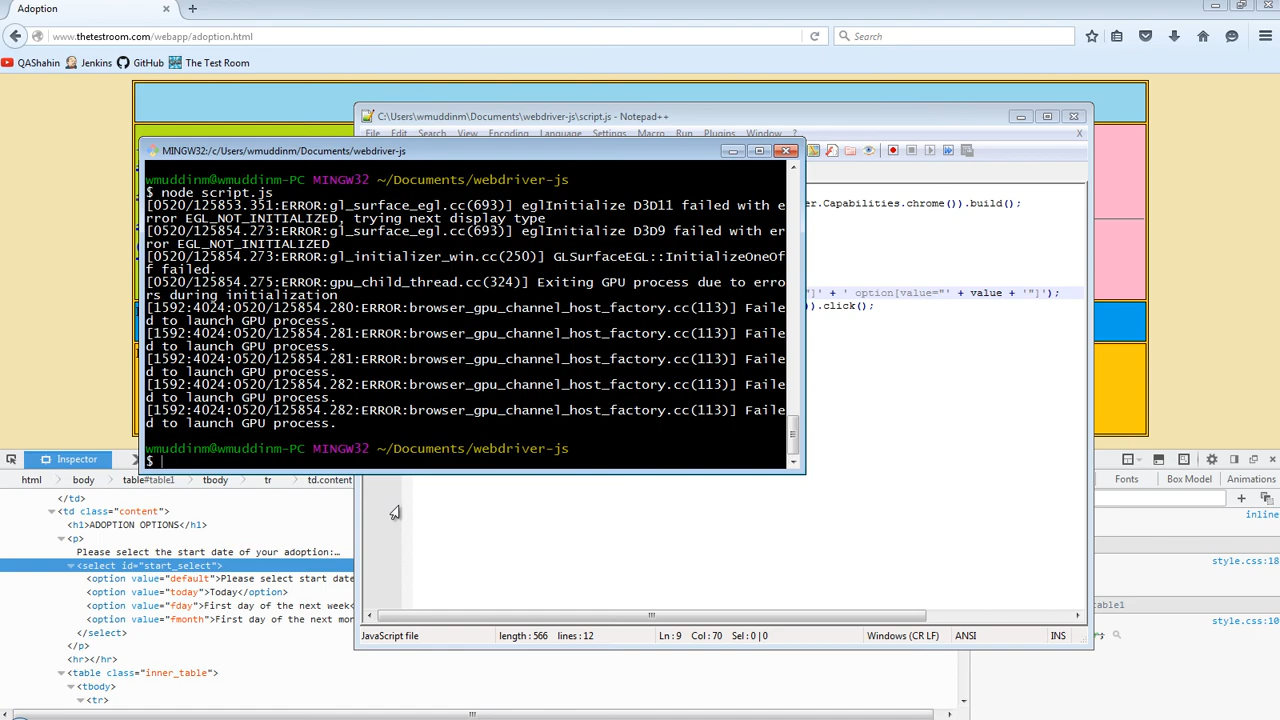 Adoption
www.thetestroom.com/webapp/adoption.html
Search
QAShahin
Jenkins
GitHub
The Test Room
C:\Users\wmuddinm\Documents\webdriver-js\script.js - Notepad++
File Edit Search View Encoding Language Settings Macro Run Plugins Window ?
MINGW32:/c/Users/wmuddinm/Documents/webdriver-js
wmuddinm@wmuddinm-PC MINGW32 ~/Documents/webdriver-js
$ node script.js
[0520/125853.351:ERROR:gl_surface_egl.cc(693)] eglInitialize D3D11 failed with e
rror EGL_NOT_INITIALIZED, trying next display type
[0520/125854.273:ERROR:gl_surface_egl.cc(693)] eglInitialize D3D9 failed with er
ror EGL_NOT_INITIALIZED
[0520/125854.273:ERROR:gl_initializer_win.cc(250)] GLSurfaceEGL::InitializeOneOf
f failed.
[0520/125854.275:ERROR:gpu_child_thread.cc(324)] Exiting GPU process due to erro
rs during initialization
[1592:4024:0520/125854.280:ERROR:browser_gpu_channel_host_factory.cc(113)] Faile
d to launch GPU process.
[1592:4024:0520/125854.281:ERROR:browser_gpu_channel_host_factory.cc(113)] Faile
d to launch GPU process.
[1592:4024:0520/125854.281:ERROR:browser_gpu_channel_host_factory.cc(113)] Faile
d to launch GPU process.
[1592:4024:0520/125854.282:ERROR:browser_gpu_channel_host_factory.cc(113)] Faile
d to launch GPU process.
[1592:4024:0520/125854.282:ERROR:browser_gpu_channel_host_factory.cc(113)] Faile
d to launch GPU process.
wmuddinm@wmuddinm-PC MINGW32 ~/Documents/webdriver-js
$
er.Capabilities.chrome()).build();
"]' + ' option[value="' + value + '"]');
)).click();
JavaScript file
length : 566 lines : 12
Ln : 9 Col : 70 Sel : 0 | 0
Windows (CR LF)
ANSI
INS
Inspector
html body table#table1 tbody tr td.content
</td>
<td class="content">
<h1>ADOPTION OPTIONS</h1>
<p>
Please select the start date of your adoption:…
<select id="start_select">
<option value="default">Please select start date
<option value="today">Today</option>
<option value="fday">First day of the next week<
<option value="fmonth">First day of the next mon
</select>
</p>
<hr></hr>
<table class="inner_table">
<tbody>
<tr>
Fonts
Box Model
Animations
inline
style.css:18
table1
style.css:10